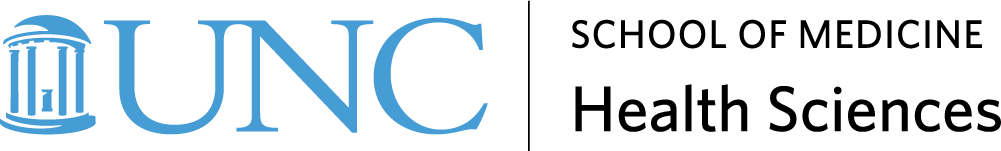 UNC
SCHOOL OF MEDICINE
Health Sciences